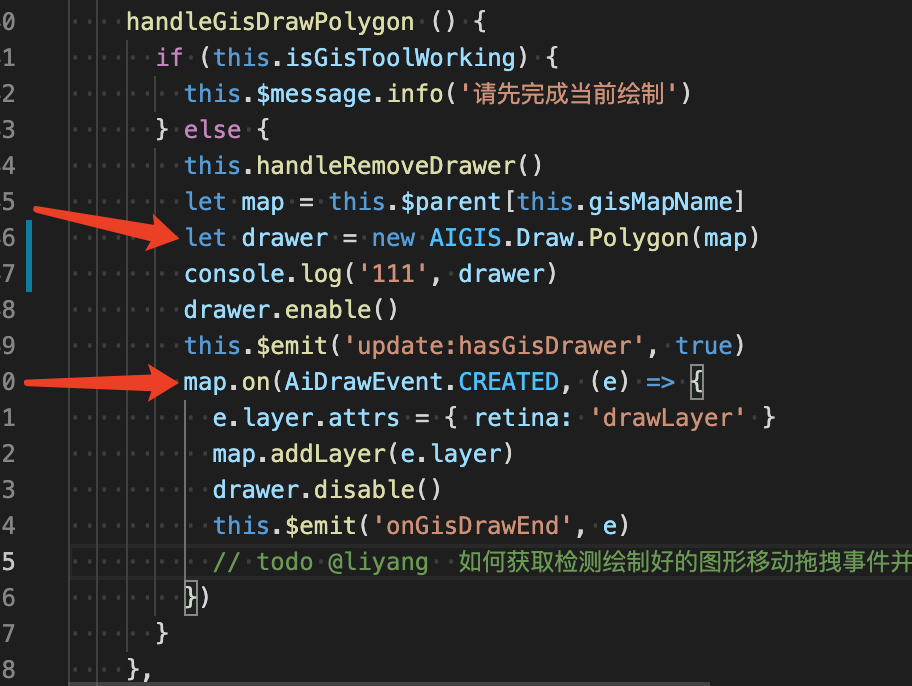 0 handleGisDrawPolygon () {
1 if (this.isGisToolWorking) {
2 this.$message.info('请先完成当前绘制')
3 } else {
4 this.handleRemoveDrawer()
5 let map = this.$parent[this.gisMapName]
6 let drawer = new AIGIS.Draw.Polygon(map)
7 console.log('111', drawer)
8 drawer.enable()
9 this.$emit('update:hasGisDrawer', true)
0 map.on(AiDrawEvent.CREATED, (e) => {
1 e.layer.attrs = { retina: 'drawLayer' }
2 map.addLayer(e.layer)
3 drawer.disable()
4 this.$emit('onGisDrawEnd', e)
5 // todo @liyang 如何获取检测绘制好的图形移动拖拽事件并
6 })
7 }
8 },